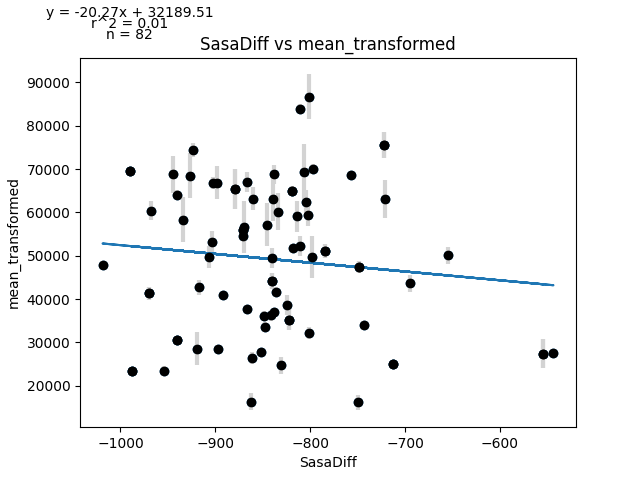 y = -20.27x + 32189.51
r^2 = 0.01
n = 82
SasaDiff vs mean_transformed
90000
80000
70000
60000
50000
40000
30000
20000
mean_transformed
−1000
−900
−800
−700
−600
SasaDiff